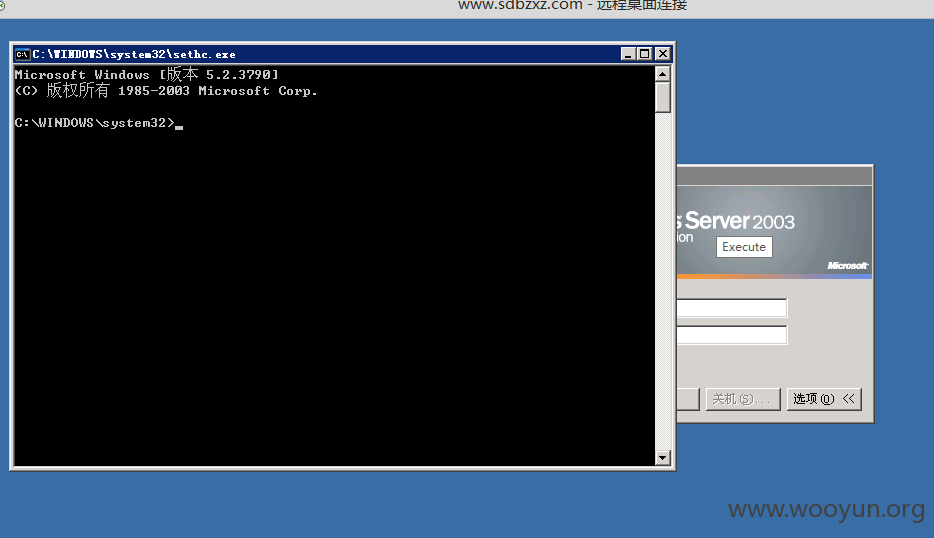 www.sdbzxz.com - 远程桌面连接
C:\WINDOWS\system32\sethc.exe
Microsoft Windows [版本 5.2.3790]
(C) 版权所有 1985-2003 Microsoft Corp.
C:\WINDOWS\system32>
s Server 2003
ion
Execute
Microsoft
关机(S)...
选项(O) <<
www.wooyun.org